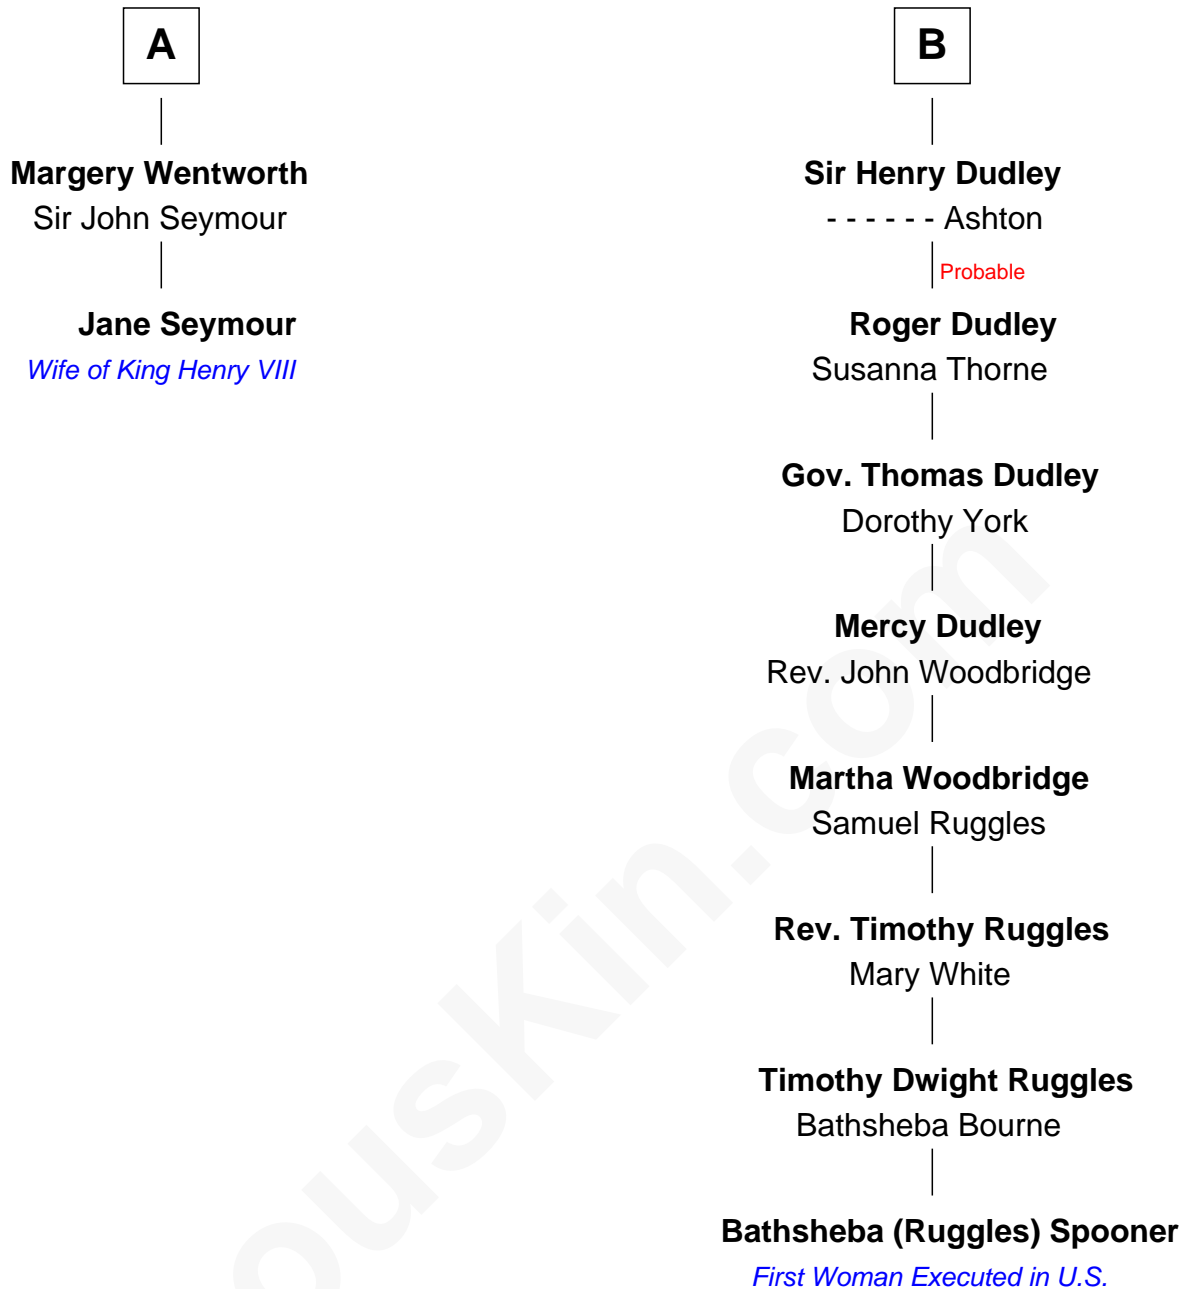 A
Margery Wentworth
Sir John Seymour
Jane Seymour
Wife of King Henry VIII
B
Sir Henry Dudley
- - - - - - Ashton
Probable
Roger Dudley
Susanna Thorne
Gov. Thomas Dudley
Dorothy York
Mercy Dudley
Rev. John Woodbridge
Martha Woodbridge
Samuel Ruggles
Rev. Timothy Ruggles
Mary White
Timothy Dwight Ruggles
Bathsheba Bourne
Bathsheba (Ruggles) Spooner
First Woman Executed in U.S.
ousKin.com